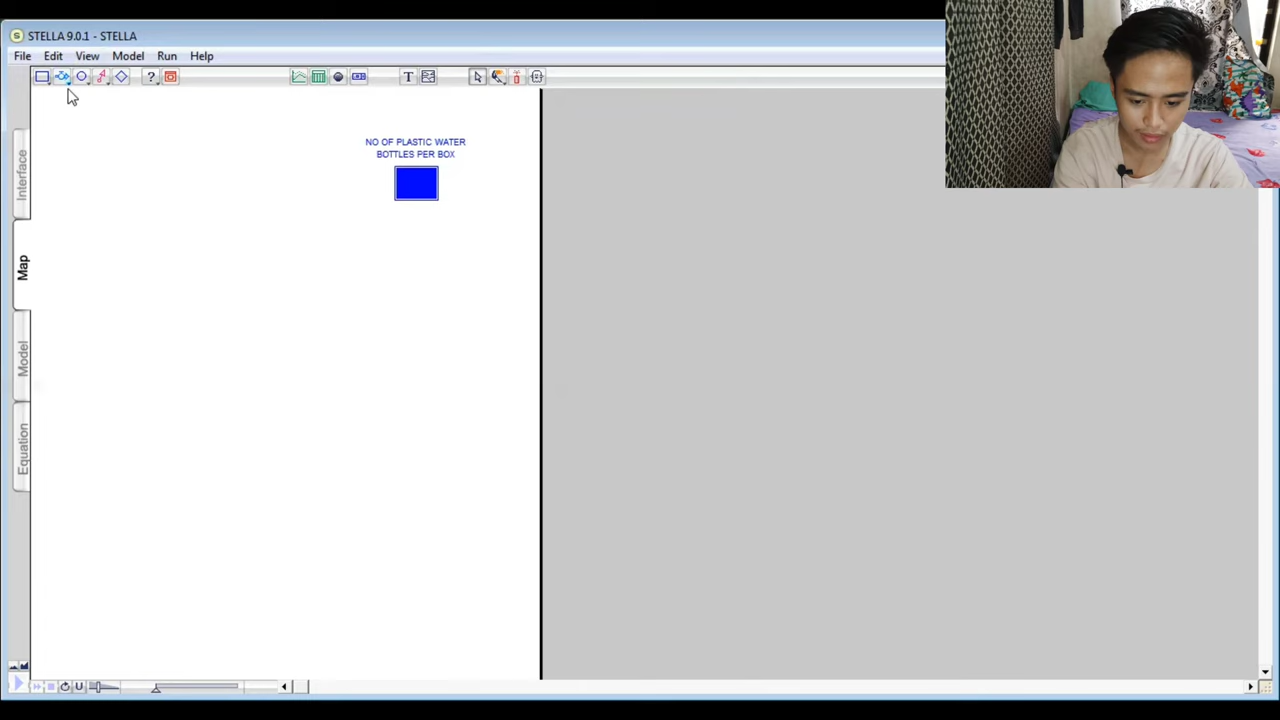 STELLA 9.0.1 - STELLA
File Edit View Model Run Help
? T
NO OF PLASTIC WATER
BOTTLES PER BOX
Interface
Map
Model
Equation
U